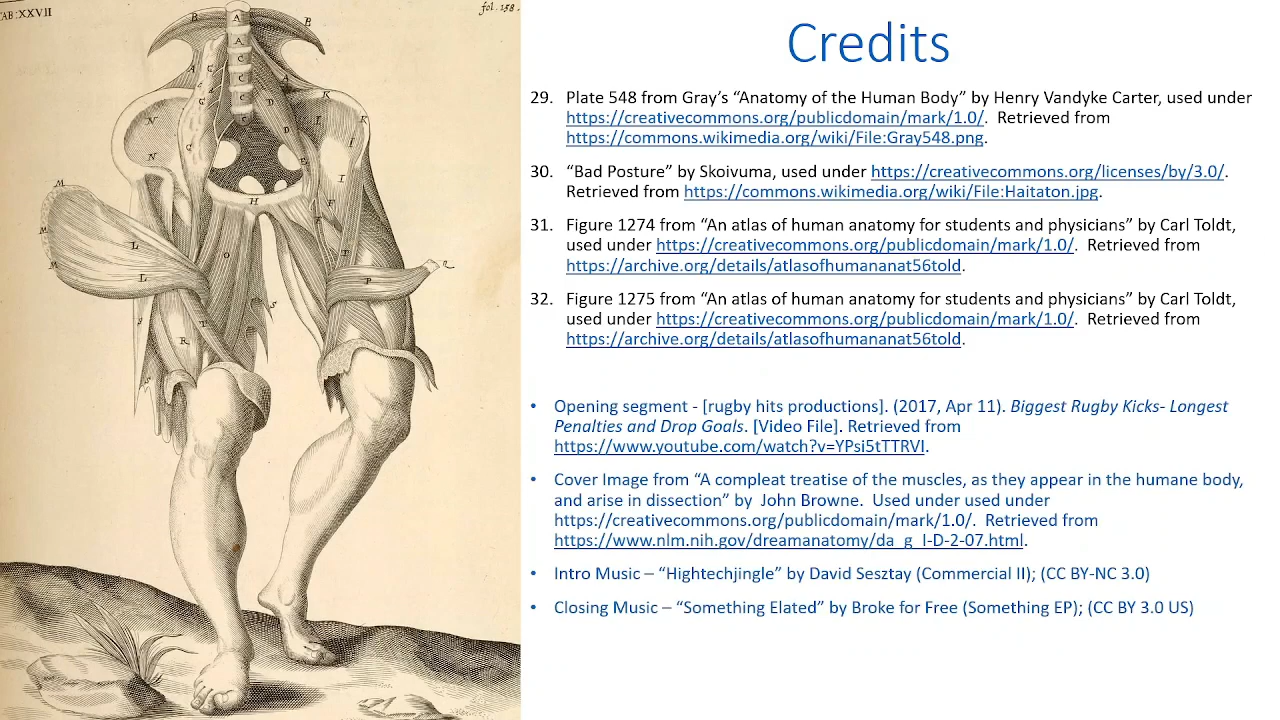 TAB:XXVII
fol. 158.
Credits
29. Plate 548 from Gray’s “Anatomy of the Human Body” by Henry Vandyke Carter, used under
https://creativecommons.org/publicdomain/mark/1.0/. Retrieved from
https://commons.wikimedia.org/wiki/File:Gray548.png.
30. “Bad Posture” by Skoivuma, used under https://creativecommons.org/licenses/by/3.0/.
Retrieved from https://commons.wikimedia.org/wiki/File:Haitaton.jpg.
31. Figure 1274 from “An atlas of human anatomy for students and physicians” by Carl Toldt,
used under https://creativecommons.org/publicdomain/mark/1.0/. Retrieved from
https://archive.org/details/atlasofhumananat56told.
32. Figure 1275 from “An atlas of human anatomy for students and physicians” by Carl Toldt,
used under https://creativecommons.org/publicdomain/mark/1.0/. Retrieved from
https://archive.org/details/atlasofhumananat56told.
• Opening segment - [rugby hits productions]. (2017, Apr 11). Biggest Rugby Kicks- Longest
Penalties and Drop Goals. [Video File]. Retrieved from
https://www.youtube.com/watch?v=YPsi5tTTRVI.
• Cover Image from “A compleat treatise of the muscles, as they appear in the humane body,
and arise in dissection” by John Browne. Used under used under
https://creativecommons.org/publicdomain/mark/1.0/. Retrieved from
https://www.nlm.nih.gov/dreamanatomy/da_g_I-D-2-07.html.
• Intro Music – “Hightechjingle” by David Sesztay (Commercial II); (CC BY-NC 3.0)
• Closing Music – “Something Elated” by Broke for Free (Something EP); (CC BY 3.0 US)